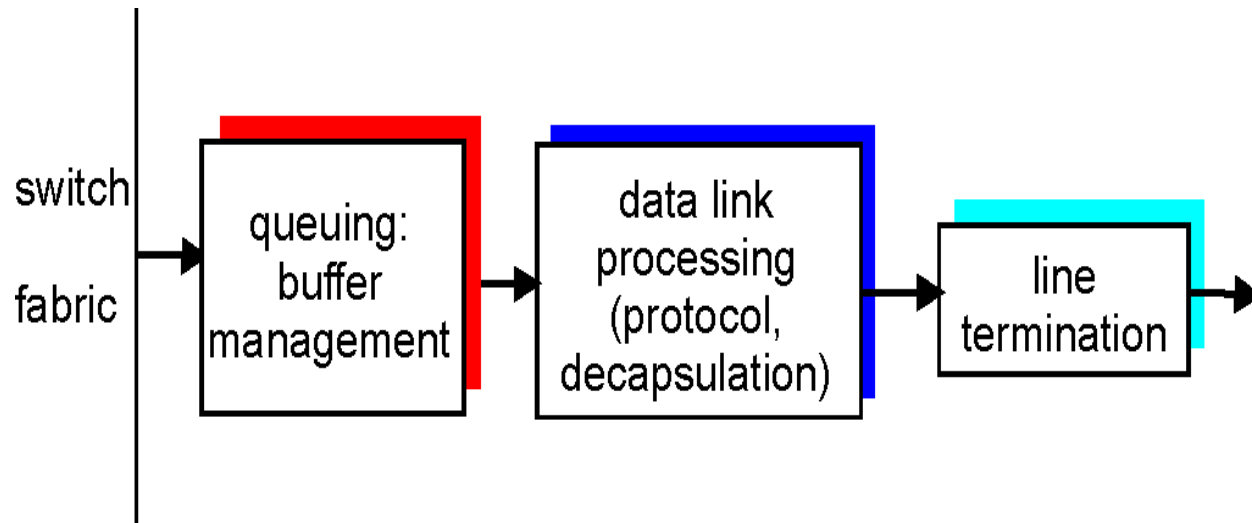 switch
fabric
queuing:
buffer
management
data link
processing
(protocol,
decapsulation)
line
termination